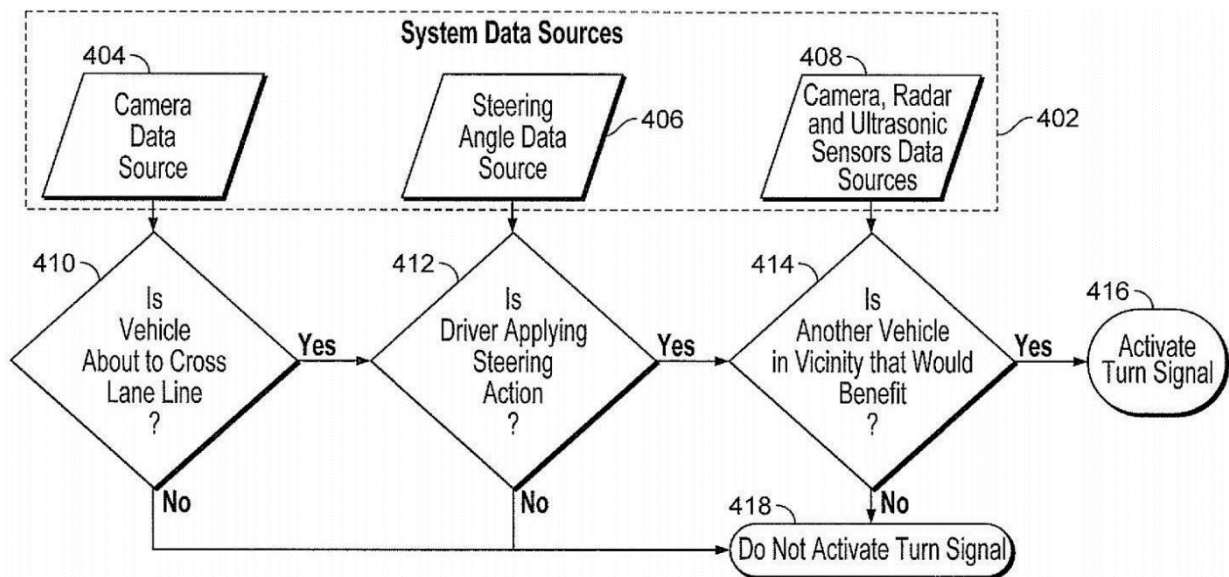 System Data Sources
404
Camera
Data
Source
Steering
Angle Data
Source
406
408
Camera, Radar
and Ultrasonic
Sensors Data
Sources
402
410
Is
Vehicle
About to Cross
Lane Line
?
Yes
No
412
Is
Driver Applying
Steering
Action
?
Yes
No
414
Is
Another Vehicle
in Vicinity that Would
Benefit
?
Yes
No
416
Activate
Turn Signal
418
Do Not Activate Turn Signal